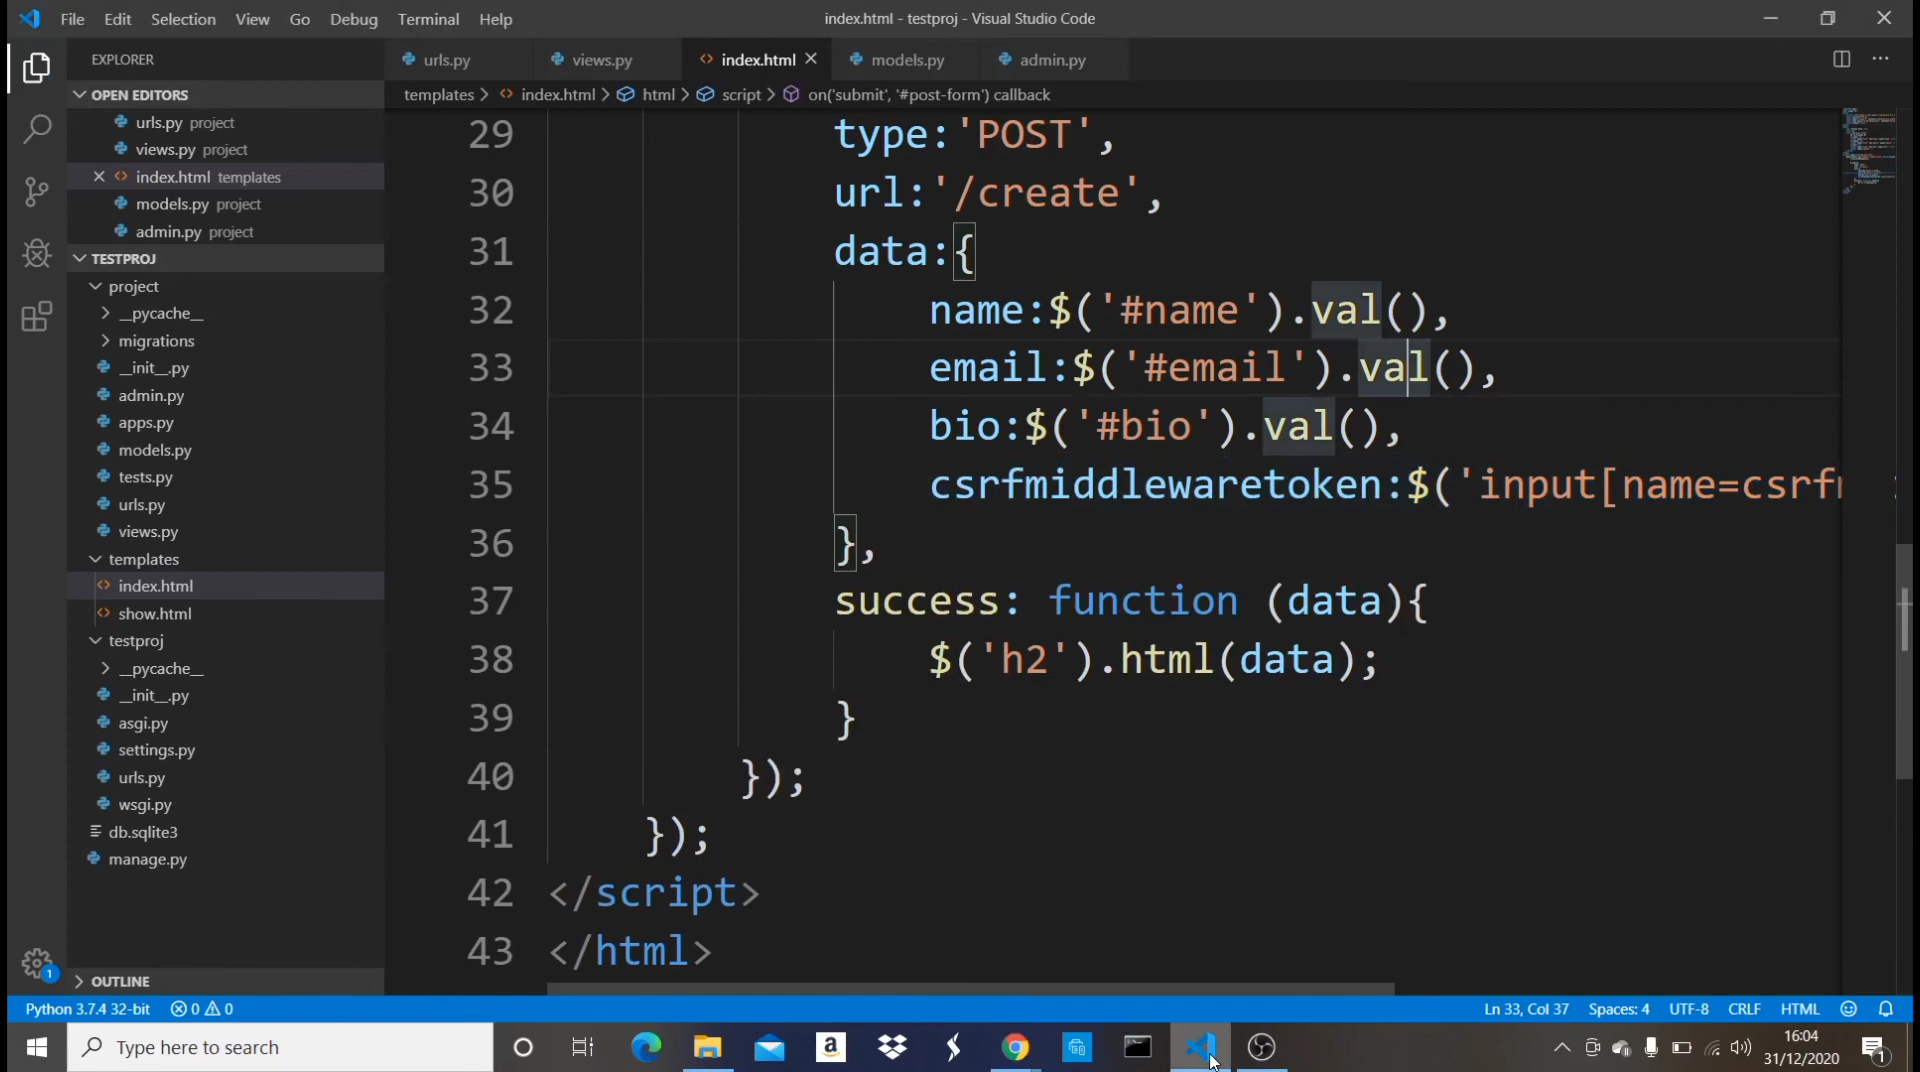 File Edit Selection View Go Debug Terminal Help
index.html - testproj - Visual Studio Code
EXPLORER
urls.py
views.py
index.html
models.py
admin.py
templates > index.html > html > script > on('submit', '#post-form') callback
OPEN EDITORS
urls.py project
views.py project
index.html templates
models.py project
admin.py project
TESTPROJ
project
__pycache__
migrations
__init__.py
admin.py
apps.py
models.py
tests.py
urls.py
views.py
templates
index.html
show.html
testproj
__pycache__
__init__.py
asgi.py
settings.py
urls.py
wsgi.py
db.sqlite3
manage.py
OUTLINE
29 type:'POST',
30 url:'/create',
31 data:{
32 name:$('#name').val(),
33 email:$('#email').val(),
34 bio:$('#bio').val(),
35 csrfmiddlewaretoken:$('input[name=csrfm
36 },
37 success: function (data){
38 $('h2').html(data);
39 }
40 });
41 });
42 </script>
43 </html>
1
Python 3.7.4 32-bit 0 0
Ln 33, Col 37 Spaces: 4 UTF-8 CRLF HTML
Type here to search
a
16:04
31/12/2020
1